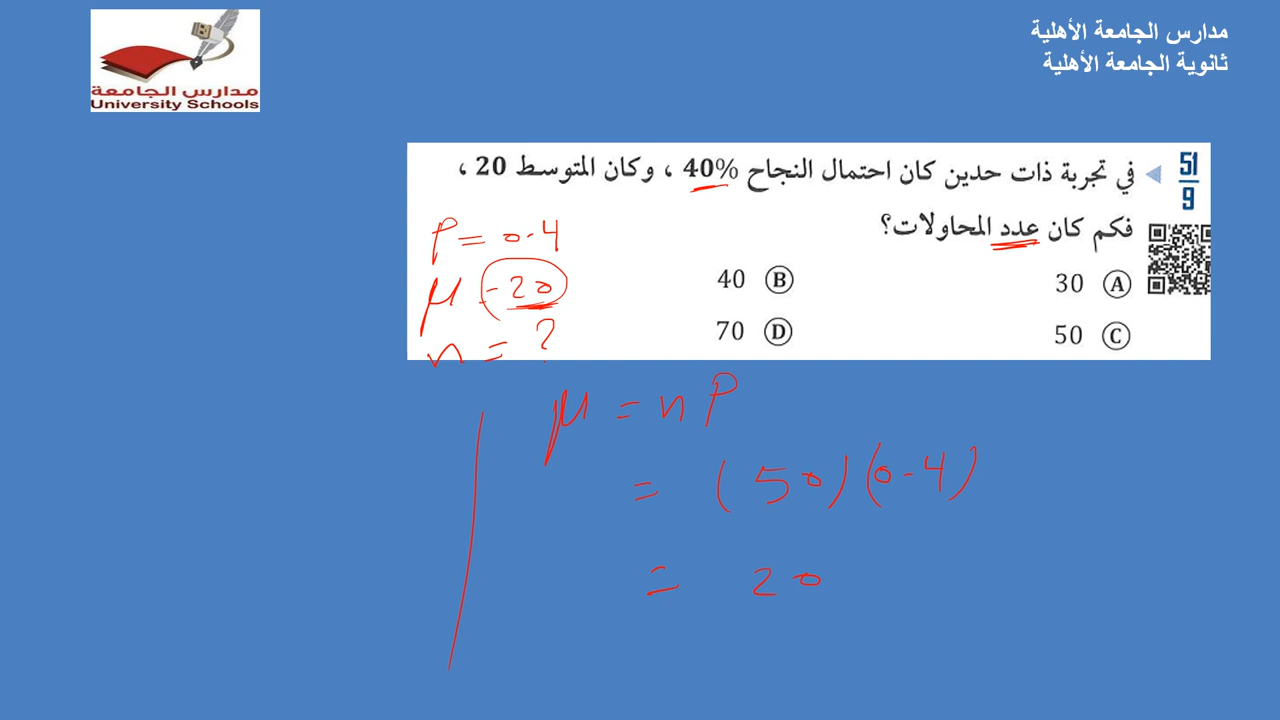 مدارس الجامعة الأهلية
ثانوية الجامعة الأهلية
مدارس الجامعة
University Schools
51
9
في تجربة ذات حدين كان احتمال النجاح 40% ، وكان المتوسط 20 ،
فكم كان عدد المحاولات؟
A 30
B 40
C 50
D 70
P = 0.4
μ = 20
n = ?
μ = n P
= (50)(0.4)
= 20